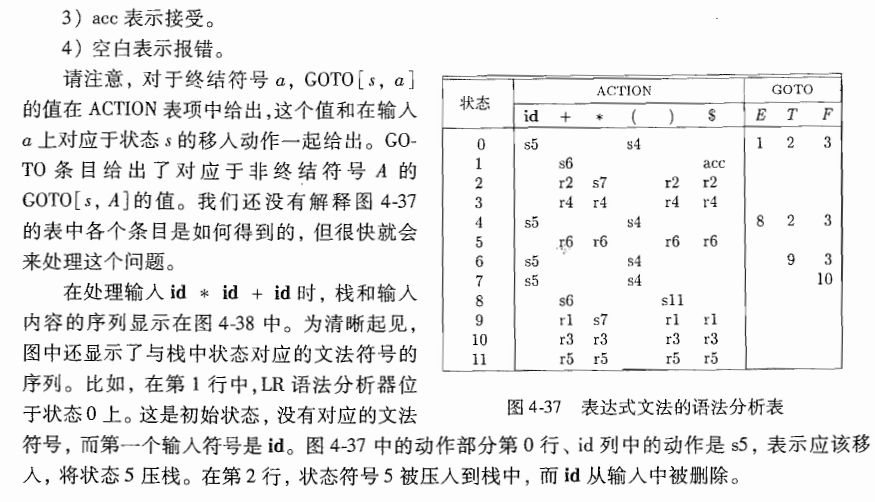 3）acc 表示接受。
4）空白表示报错。
请注意，对于终结符号 a，GOTO[s, a]
的值在 ACTION 表项中给出，这个值和在输入
a 上对应于状态 s 的移入动作一起给出。GO-
TO 条目给出了对应于非终结符号 A 的
GOTO[s, A]的值。我们还没有解释图 4-37
的表中各个条目是如何得到的，但很快就会
来处理这个问题。
在处理输入 id * id + id 时，栈和输入
内容的序列显示在图 4-38 中。为清晰起见，
图中还显示了与栈中状态对应的文法符号的
序列。比如，在第 1 行中，LR 语法分析器位
于状态 0 上。这是初始状态，没有对应的文法
状态 ACTION GOTO
id + * ( ) $ E T F
0 s5 s4 1 2 3
1 s6 acc
2 r2 s7 r2 r2
3 r4 r4 r4 r4
4 s5 s4 8 2 3
5 r6 r6 r6 r6
6 s5 s4 9 3
7 s5 s4 10
8 s6 s11
9 r1 s7 r1 r1
10 r3 r3 r3 r3
11 r5 r5 r5 r5
图 4-37 表达式文法的语法分析表
符号，而第一个输入符号是 id。图 4-37 中的动作部分第 0 行、id 列中的动作是 s5，表示应该移
入，将状态 5 压栈。在第 2 行，状态符号 5 被压入到栈中，而 id 从输入中被删除。